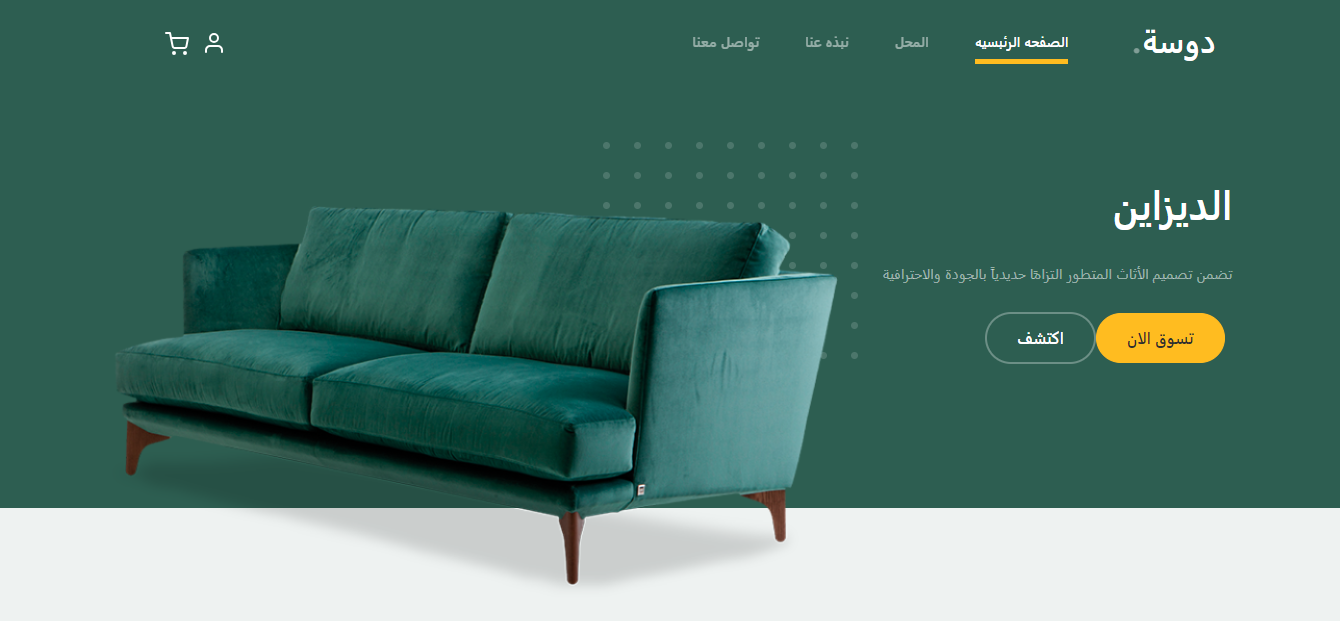 دوسة.
الصفحه الرئيسيه
المحل
نبذه عنا
تواصل معنا
الديزاين
تضمن تصميم الأثاث المتطور التزامًا حديدياً بالجودة والاحترافية
تسوق الان
اكتشف